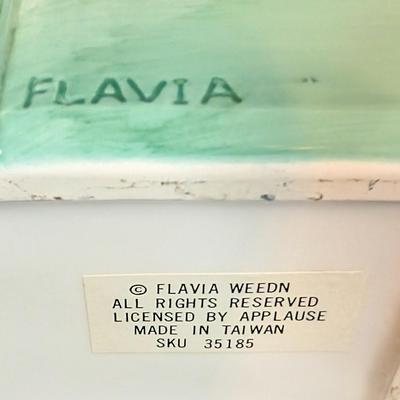 FLAVIA
© FLAVIA WEEDN
ALL RIGHTS RESERVED
LICENSED BY APPLAUSE
MADE IN TAIWAN
SKU 35185